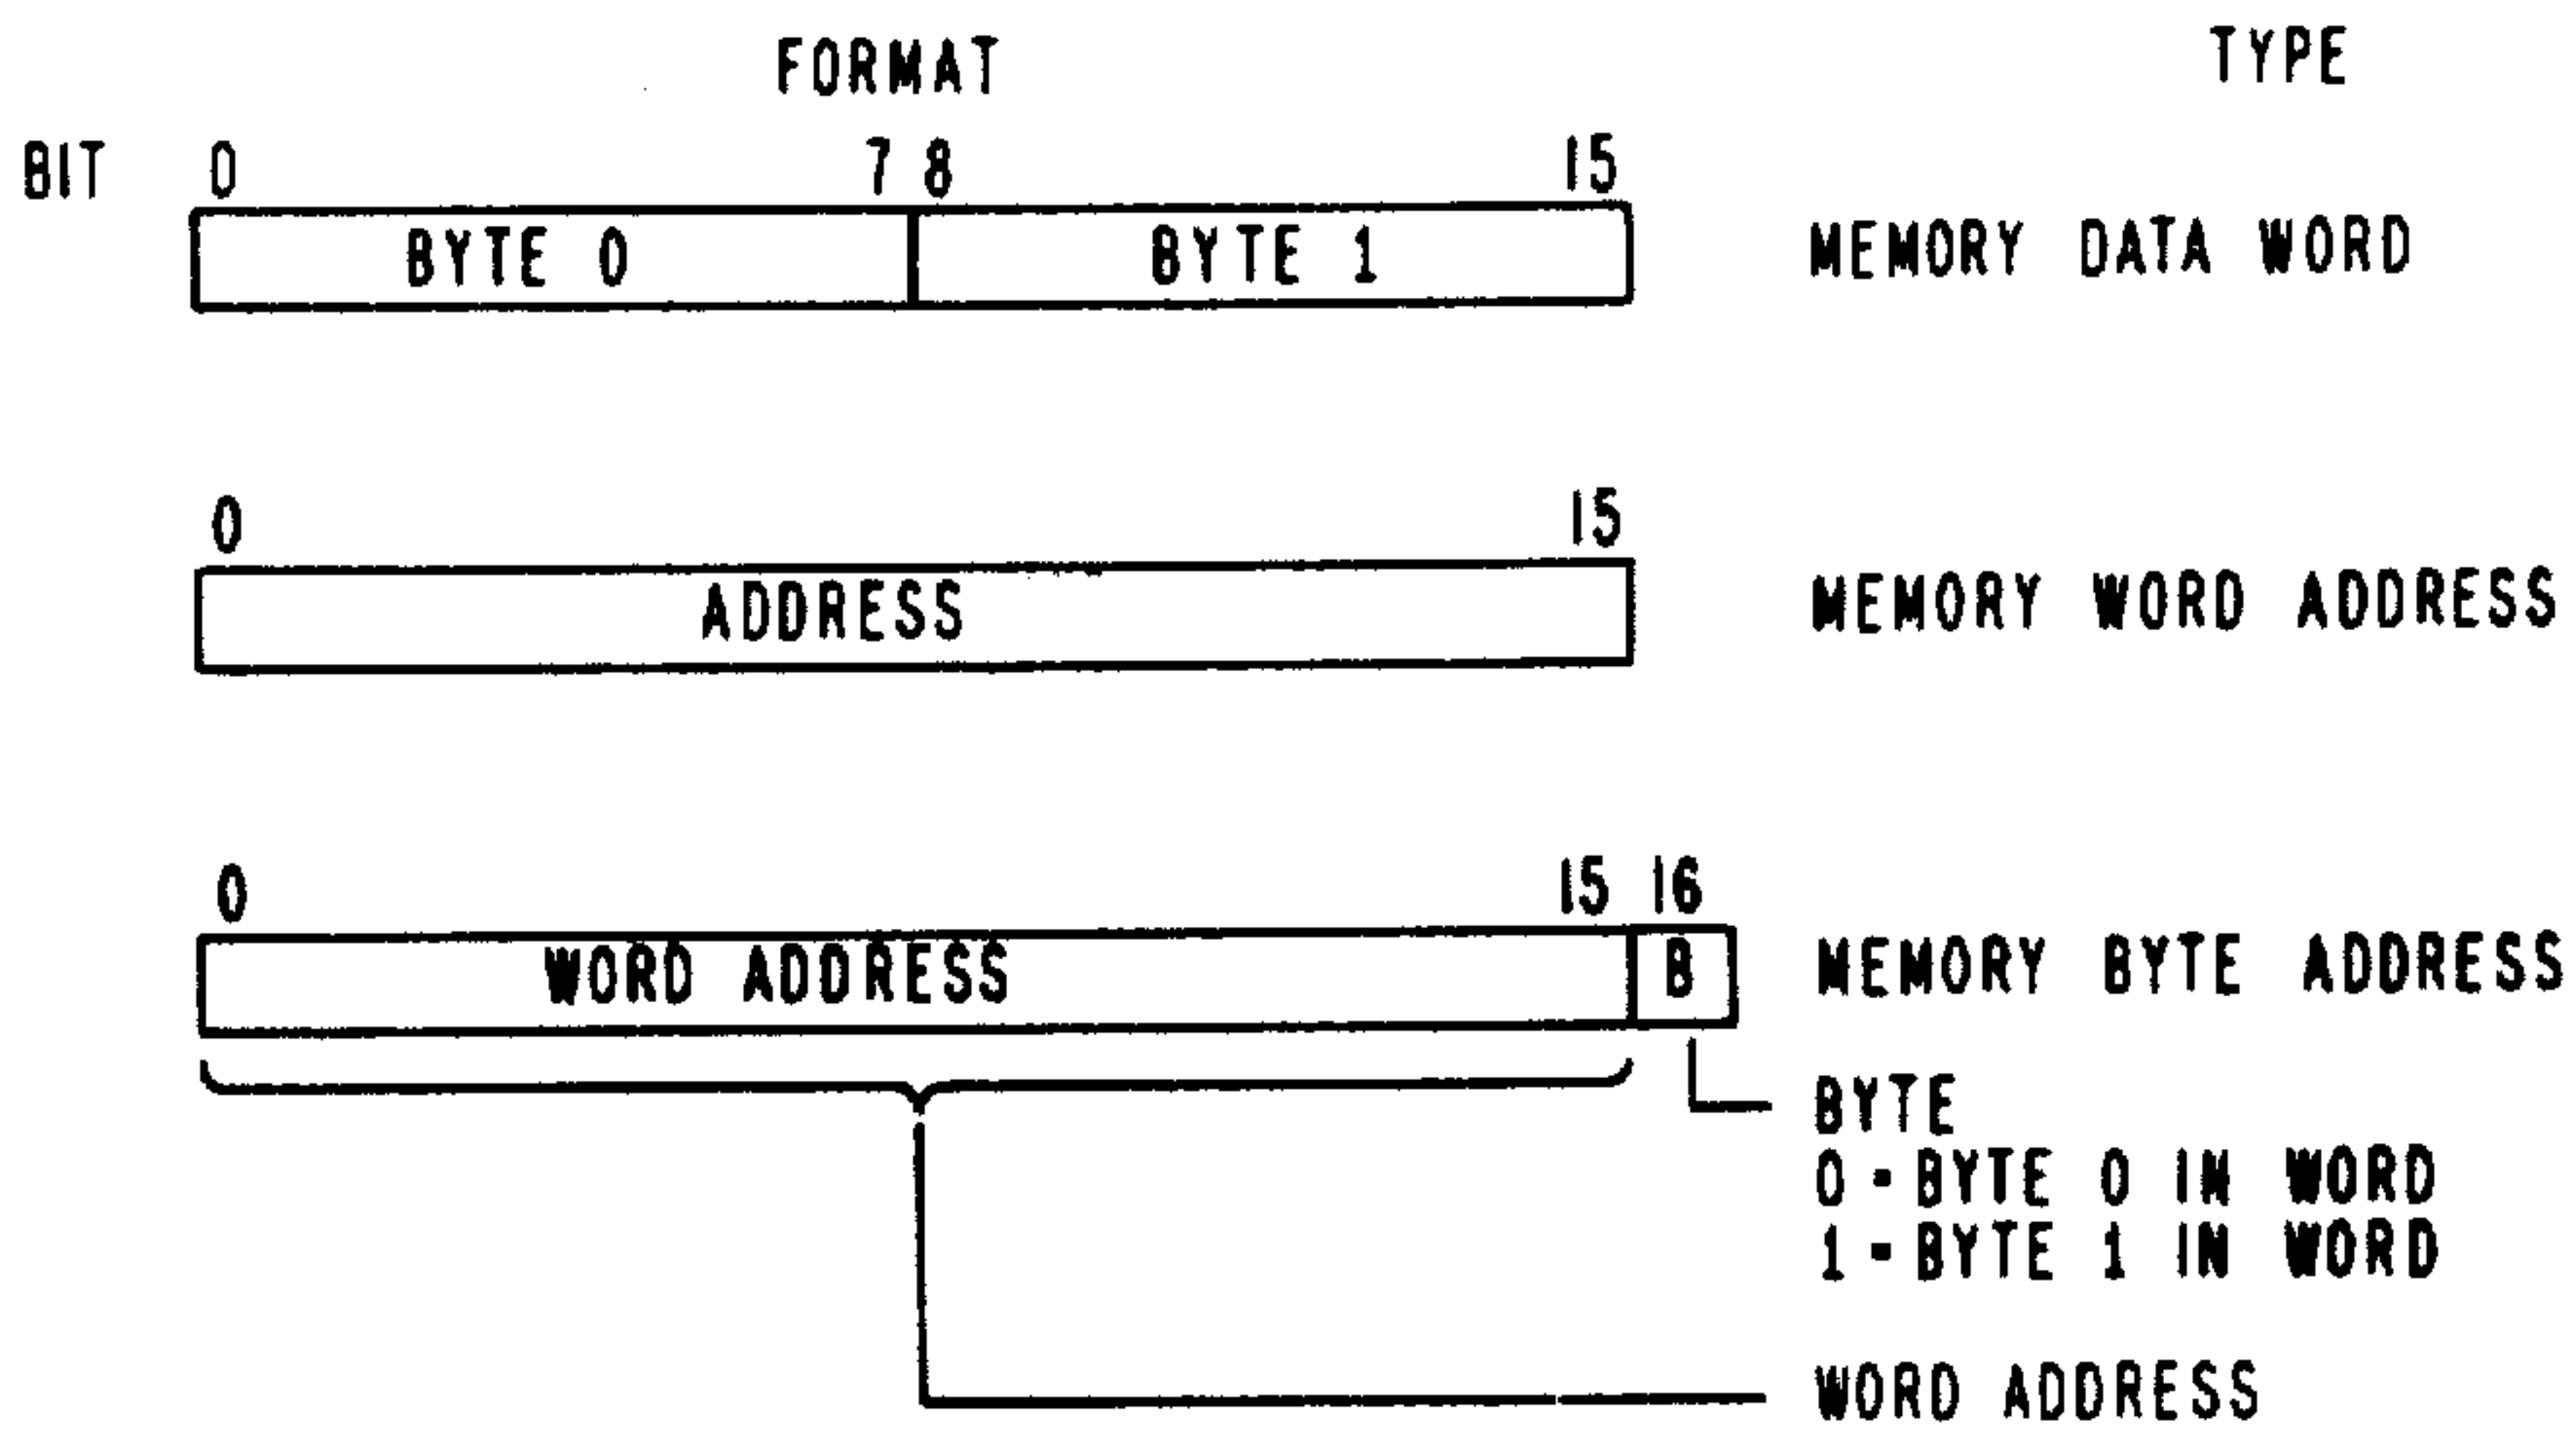 FORMAT TYPE
BIT 0 7 8 15
BYTE 0 BYTE 1 MEMORY DATA WORD
0 15
ADDRESS MEMORY WORD ADDRESS
0 15 16
WORD ADDRESS B MEMORY BYTE ADDRESS
BYTE
0 - BYTE 0 IN WORD
1 - BYTE 1 IN WORD
WORD ADDRESS